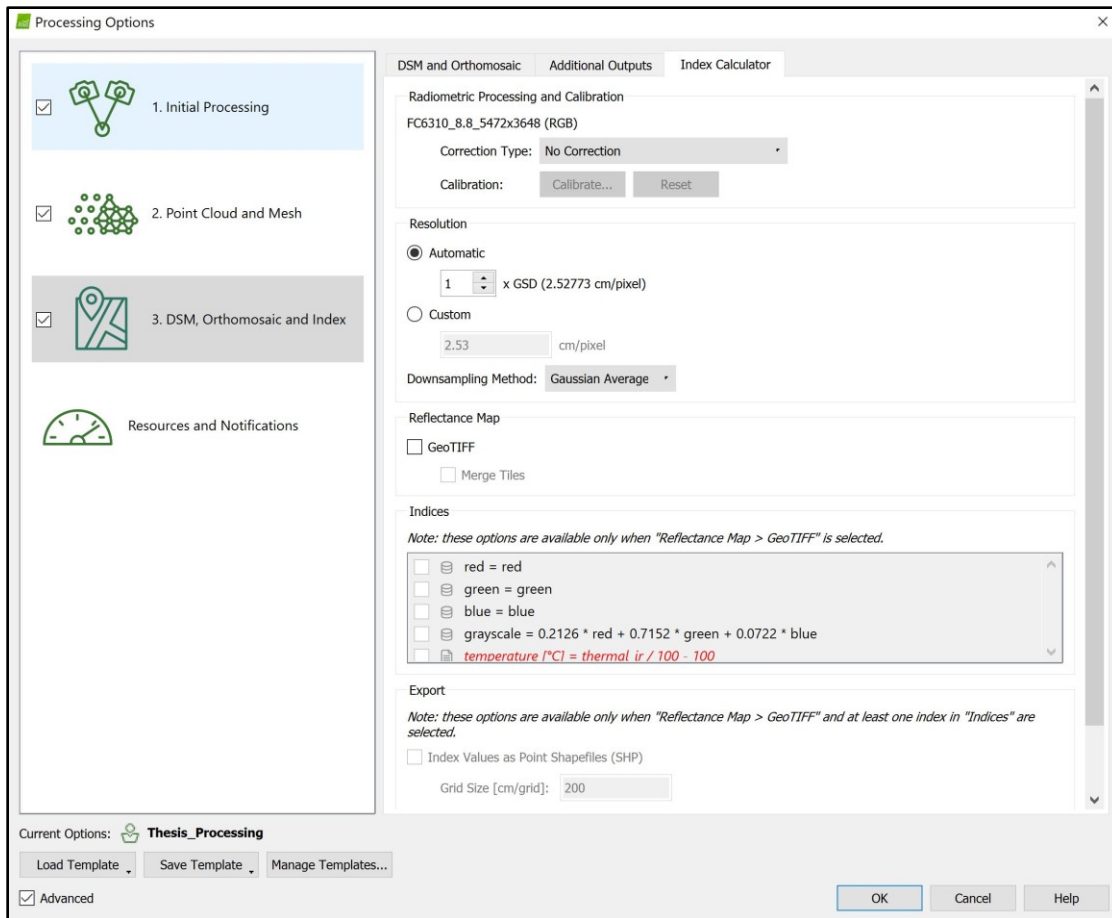 Processing Options
1. Initial Processing
2. Point Cloud and Mesh
3. DSM, Orthomosaic and Index
Resources and Notifications
DSM and Orthomosaic
Additional Outputs
Index Calculator
Radiometric Processing and Calibration
FC6310_8.8_5472x3648 (RGB)
Correction Type: No Correction
Calibration: Calibrate... Reset
Resolution
Automatic
1 x GSD (2.52773 cm/pixel)
Custom
2.53 cm/pixel
Downsampling Method: Gaussian Average
Reflectance Map
GeoTIFF
Merge Tiles
Indices
Note: these options are available only when "Reflectance Map > GeoTIFF" is selected.
red = red
green = green
blue = blue
grayscale = 0.2126 * red + 0.7152 * green + 0.0722 * blue
temperature [°C] = thermal_ir / 100 - 100
Export
Note: these options are available only when "Reflectance Map > GeoTIFF" and at least one index in "Indices" are
selected.
Index Values as Point Shapefiles (SHP)
Grid Size [cm/grid]: 200
Current Options: Thesis_Processing
Load Template Save Template Manage Templates...
Advanced
OK Cancel Help